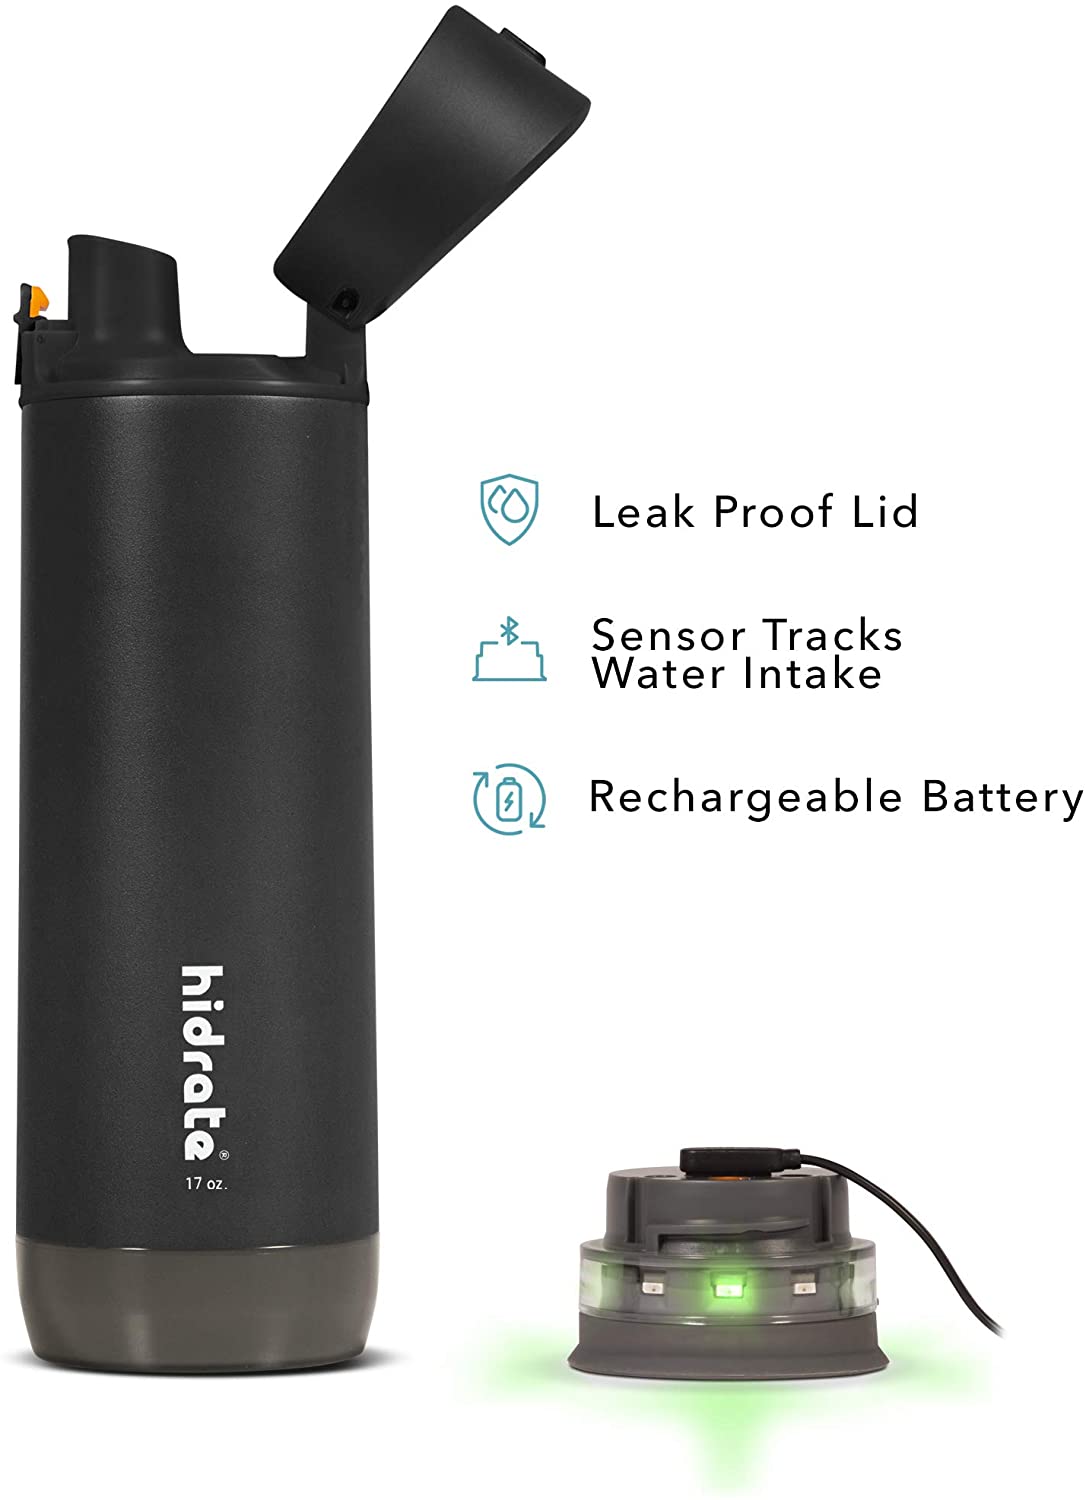 Leak Proof Lid
Sensor Tracks
Water Intake
Rechargeable Battery
hidrate®
17 oz.